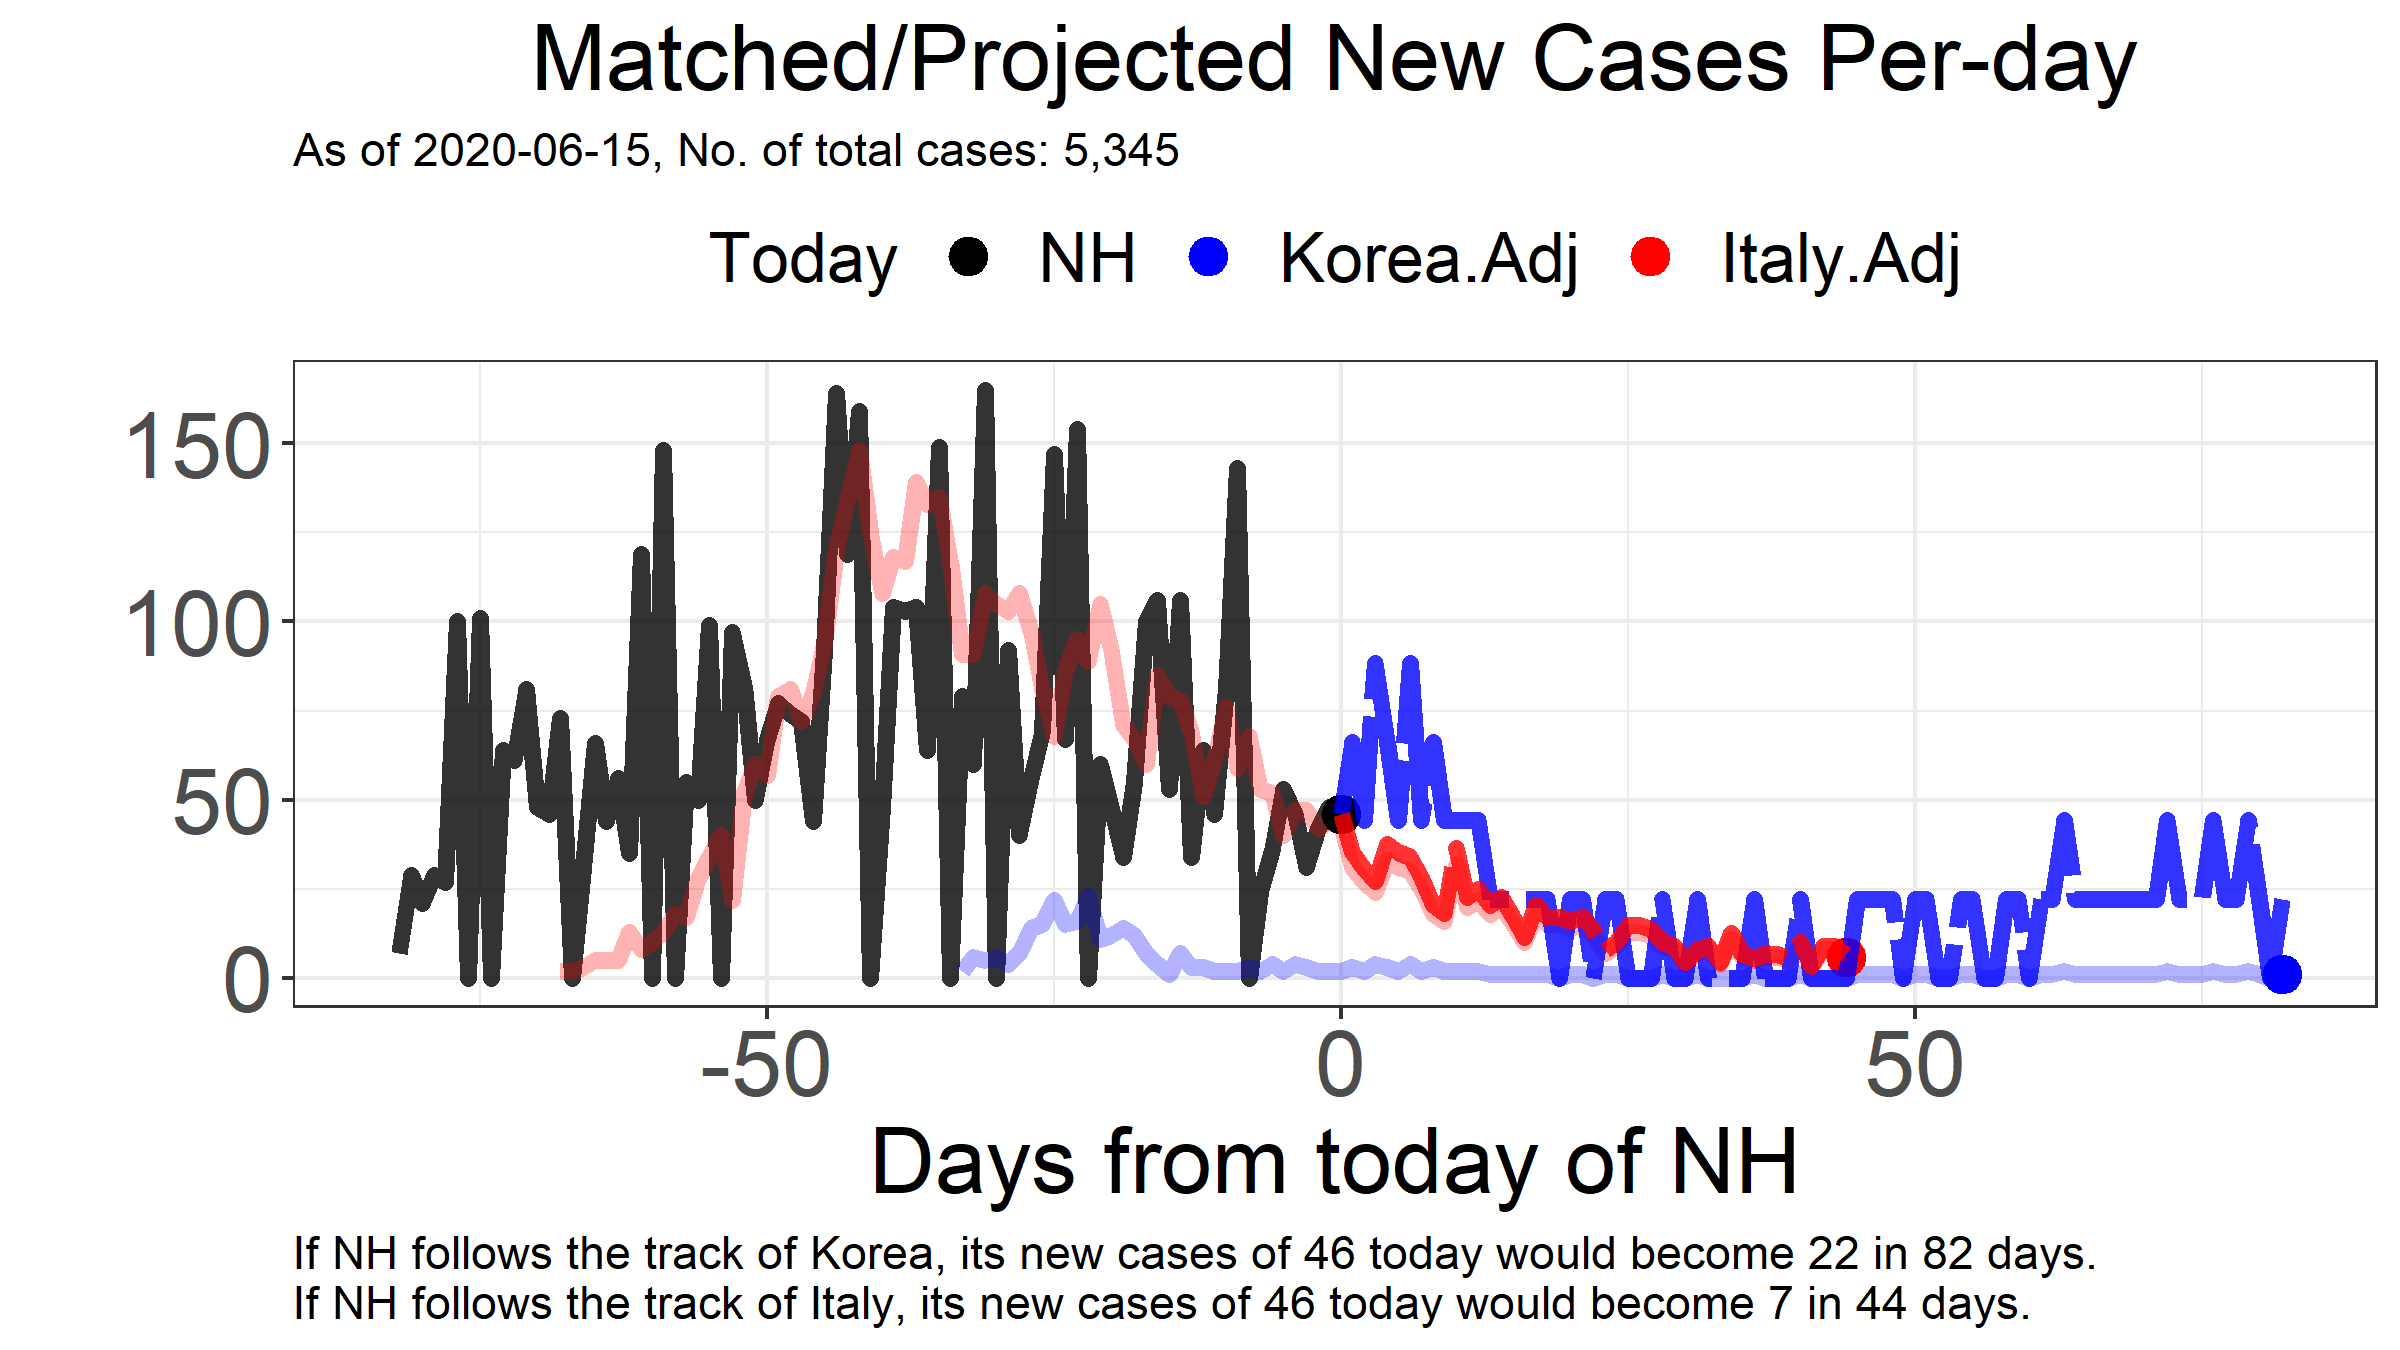 Matched/Projected New Cases Per-day
As of 2020-06-15, No. of total cases: 5,345
Today NH Korea.Adj Italy.Adj
150
100
50
0
-50 0 50
Days from today of NH
If NH follows the track of Korea, its new cases of 46 today would become 22 in 82 days.
If NH follows the track of Italy, its new cases of 46 today would become 7 in 44 days.